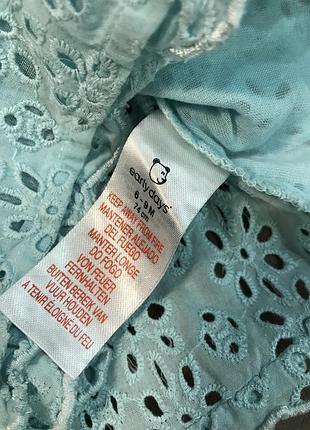 earlydays
6 - 9 M
74 cm
KEEP AWAY FROM FIRE
MANTENER ALEJADO
DEL FUEGO
MANTER LONGE
DO FOGO
VON FEUER
FERNHALTEN
BUITEN BEREIK VAN
VUUR HOUDEN
A TENIR ÉLOIGNE DU FEU